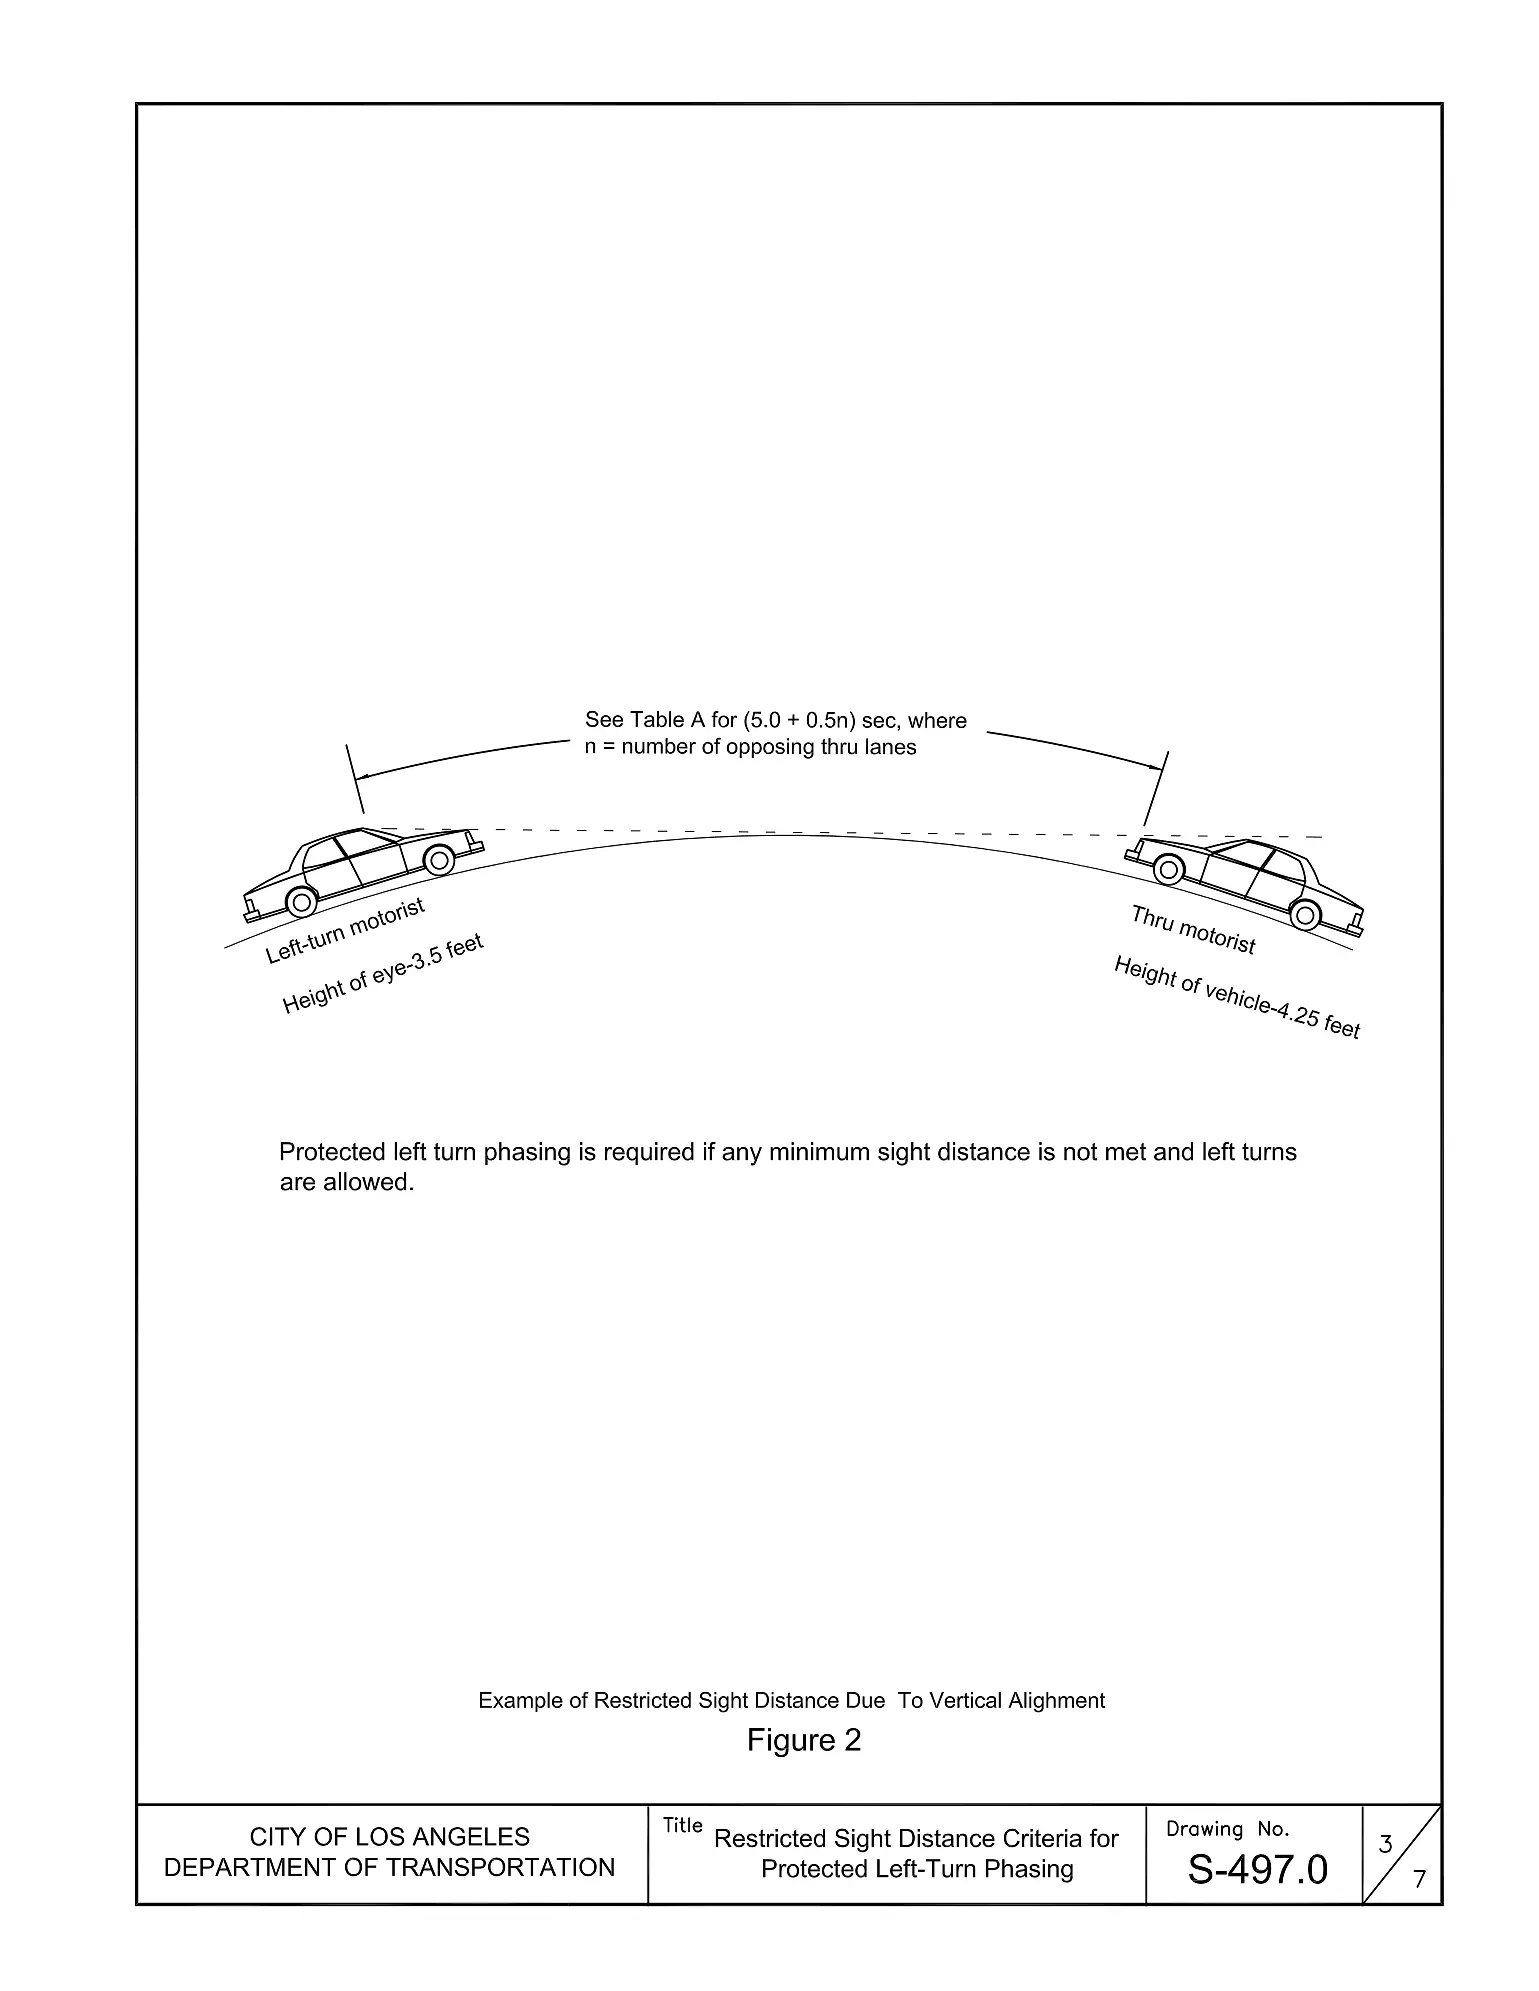 See Table A for (5.0 + 0.5n) sec, where
n = number of opposing thru lanes
Left-turn motorist
Height of eye-3.5 feet
Thru motorist
Height of vehicle-4.25 feet
Protected left turn phasing is required if any minimum sight distance is not met and left turns
are allowed.
Example of Restricted Sight Distance Due  To Vertical Alighment
Figure 2
CITY OF LOS ANGELES
DEPARTMENT OF TRANSPORTATION
Title
Restricted Sight Distance Criteria for
Protected Left-Turn Phasing
Drawing No.
S-497.0
3/7